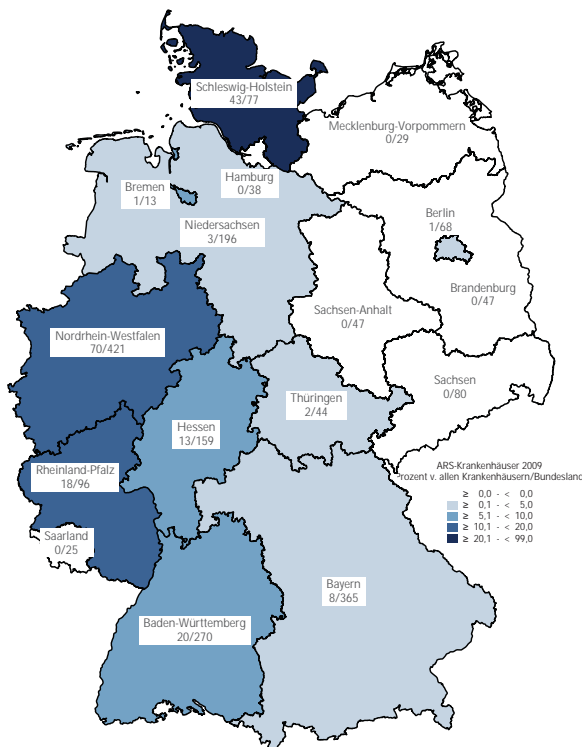 Schleswig-Holstein
43/77
Mecklenburg-Vorpommern
0/29
Hamburg
0/38
Bremen
1/13
Berlin
1/68
Niedersachsen
3/196
Brandenburg
0/47
Sachsen-Anhalt
0/47
Nordrhein-Westfalen
70/421
Sachsen
0/80
Thüringen
2/44
Hessen
13/159
Rheinland-Pfalz
18/96
Saarland
0/25
Bayern
8/365
Baden-Württemberg
20/270
ARS-Krankenhäuser 2009
rozent v. allen Krankenhäusern/Bundesland
≥ 0,0 - < 0,0
≥ 0,1 - < 5,0
≥ 5,1 - < 10,0
≥ 10,1 - < 20,0
≥ 20,1 - < 99,0